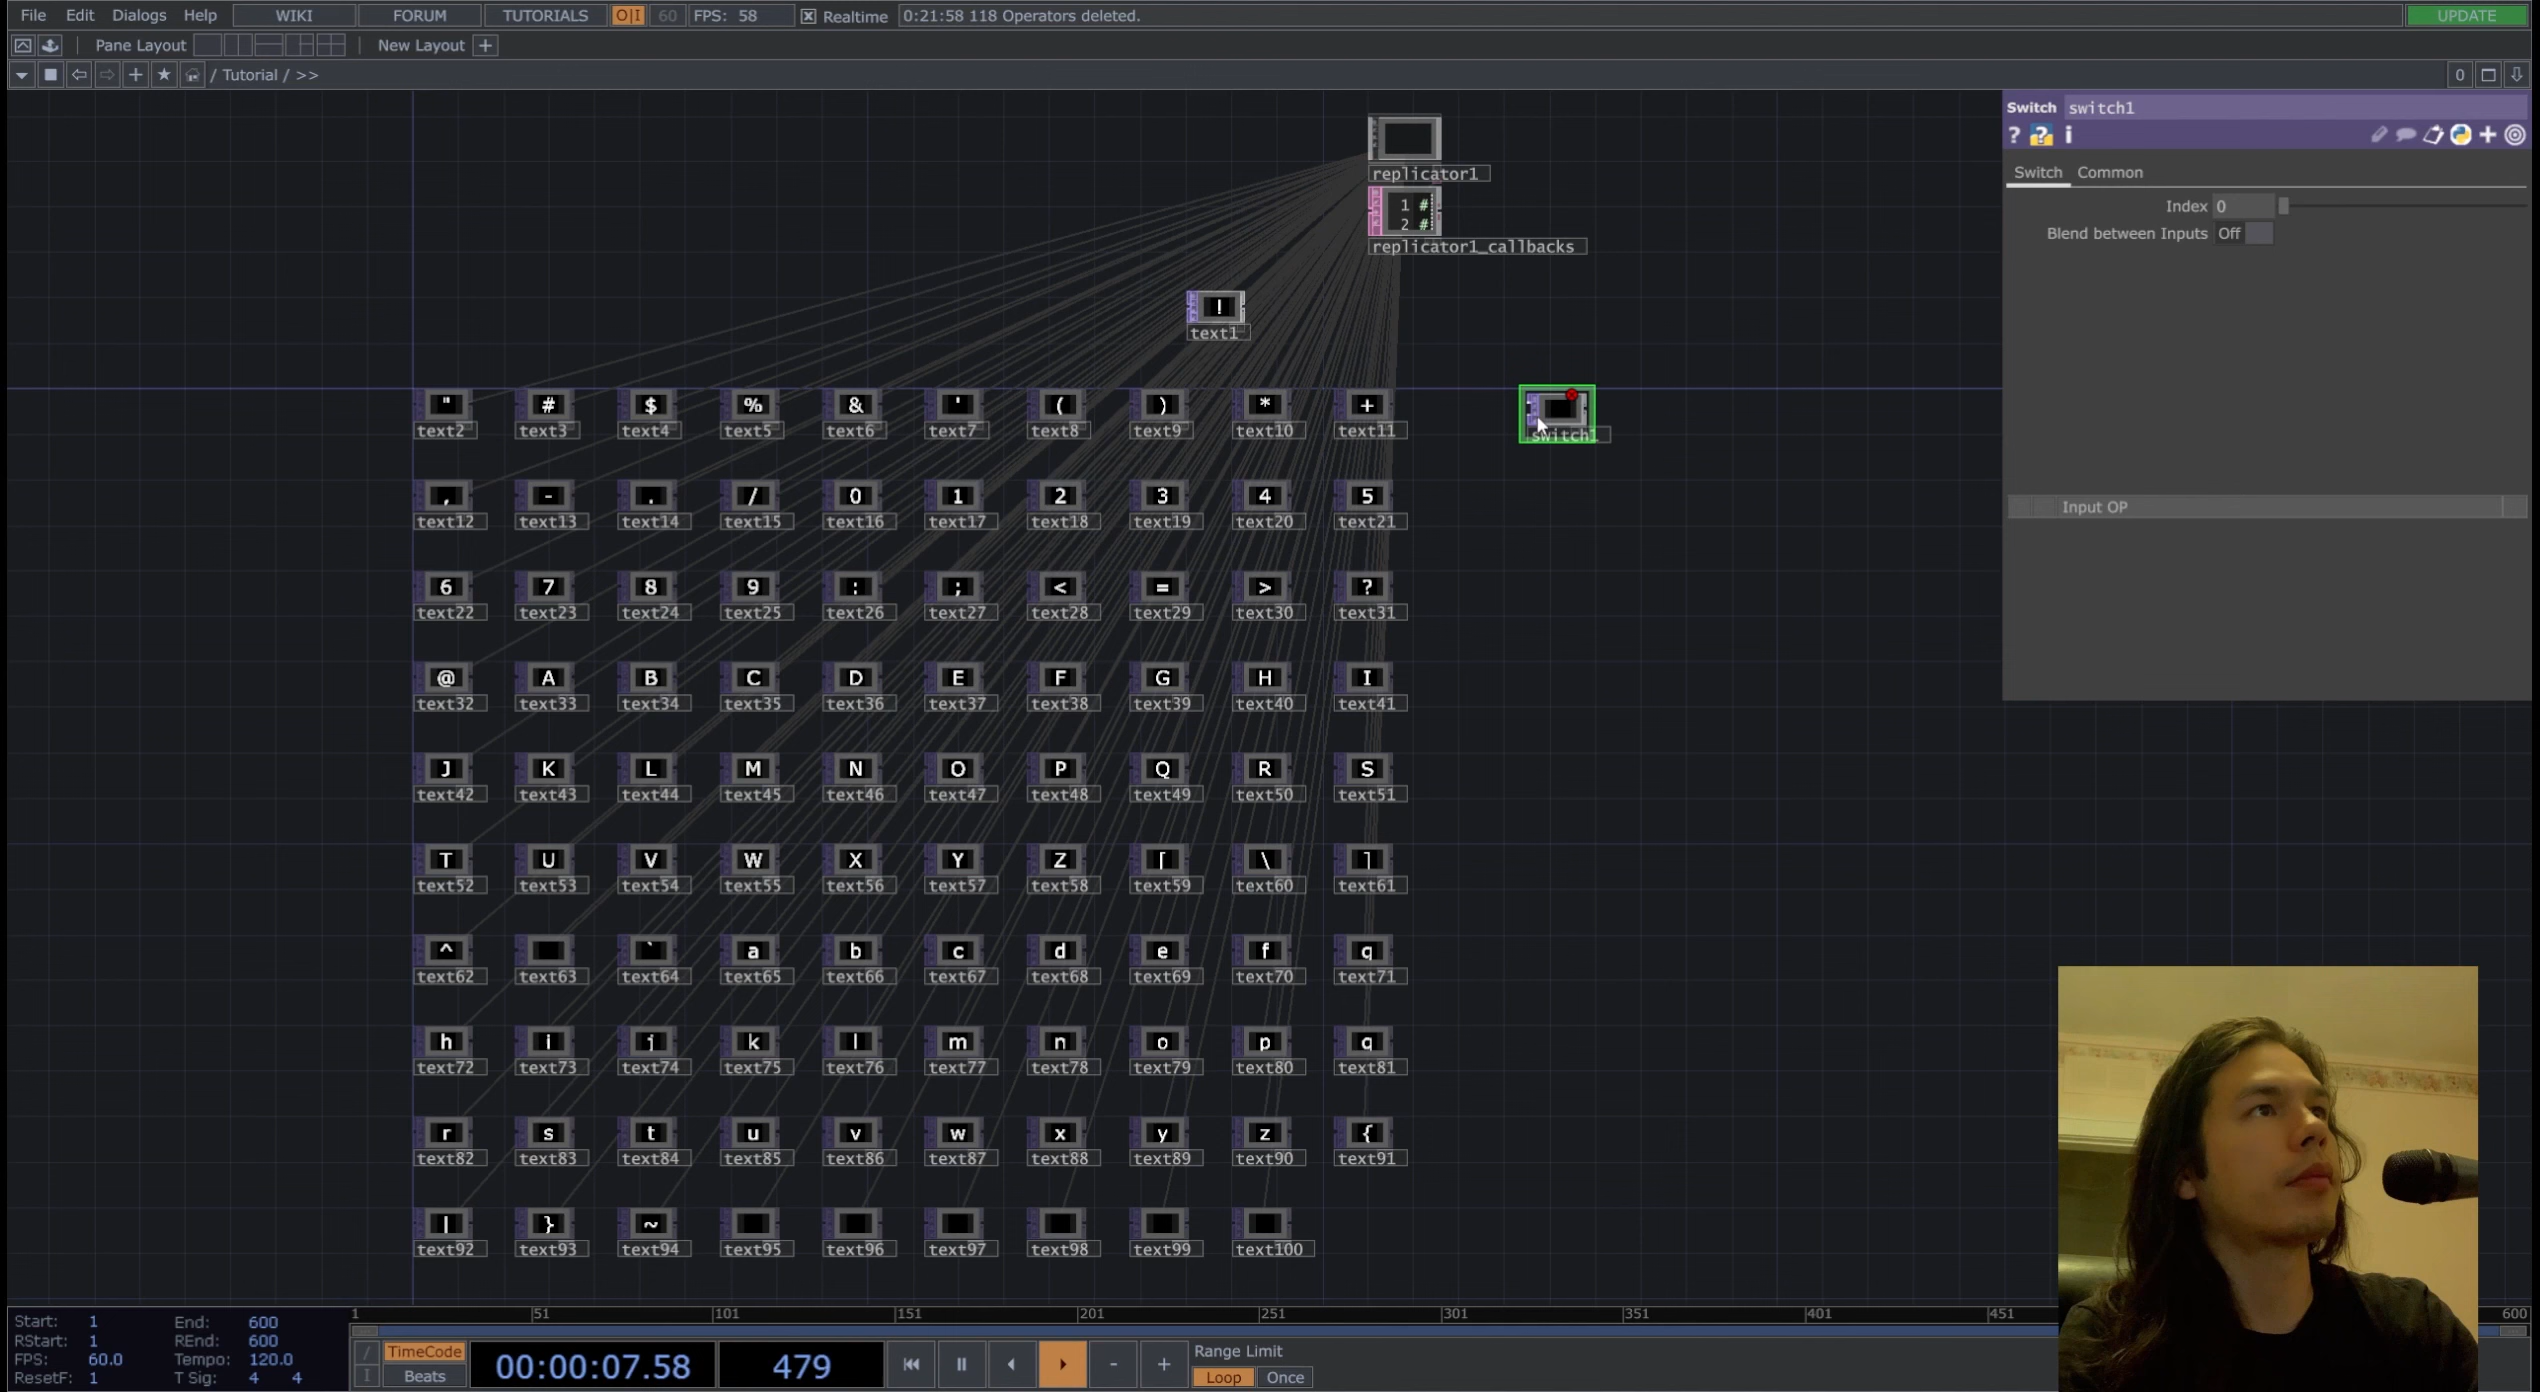 File Edit Dialogs Help WIKI FORUM TUTORIALS O|I 60 FPS: 58 Realtime 0:21:58 118 Operators deleted. UPDATE
Pane Layout New Layout +
/ Tutorial / >> 0
Switch switch1
? ? i
Switch Common
Index 0
Blend between Inputs Off
Input OP
replicator1
1 #
2 #
replicator1_callbacks
!
text1
switch1
" # $ % & ' ( ) * +
text2 text3 text4 text5 text6 text7 text8 text9 text10 text11
, - . / 0 1 2 3 4 5
text12 text13 text14 text15 text16 text17 text18 text19 text20 text21
6 7 8 9 : ; < = > ?
text22 text23 text24 text25 text26 text27 text28 text29 text30 text31
@ A B C D E F G H I
text32 text33 text34 text35 text36 text37 text38 text39 text40 text41
J K L M N O P Q R S
text42 text43 text44 text45 text46 text47 text48 text49 text50 text51
T U V W X Y Z [ \ ]
text52 text53 text54 text55 text56 text57 text58 text59 text60 text61
^ ` a b c d e f g
text62 text63 text64 text65 text66 text67 text68 text69 text70 text71
h i j k l m n o p q
text72 text73 text74 text75 text76 text77 text78 text79 text80 text81
r s t u v w x y z {
text82 text83 text84 text85 text86 text87 text88 text89 text90 text91
| } ~
text92 text93 text94 text95 text96 text97 text98 text99 text100
1 51 101 151 201 251 301 351 401 451 600
Start: 1 End: 600
RStart: 1 REnd: 600
FPS: 60.0 Tempo: 120.0
ResetF: 1 T Sig: 4 4
/ TimeCode
I Beats
00:00:07.58 479 - +
Range Limit
Loop Once